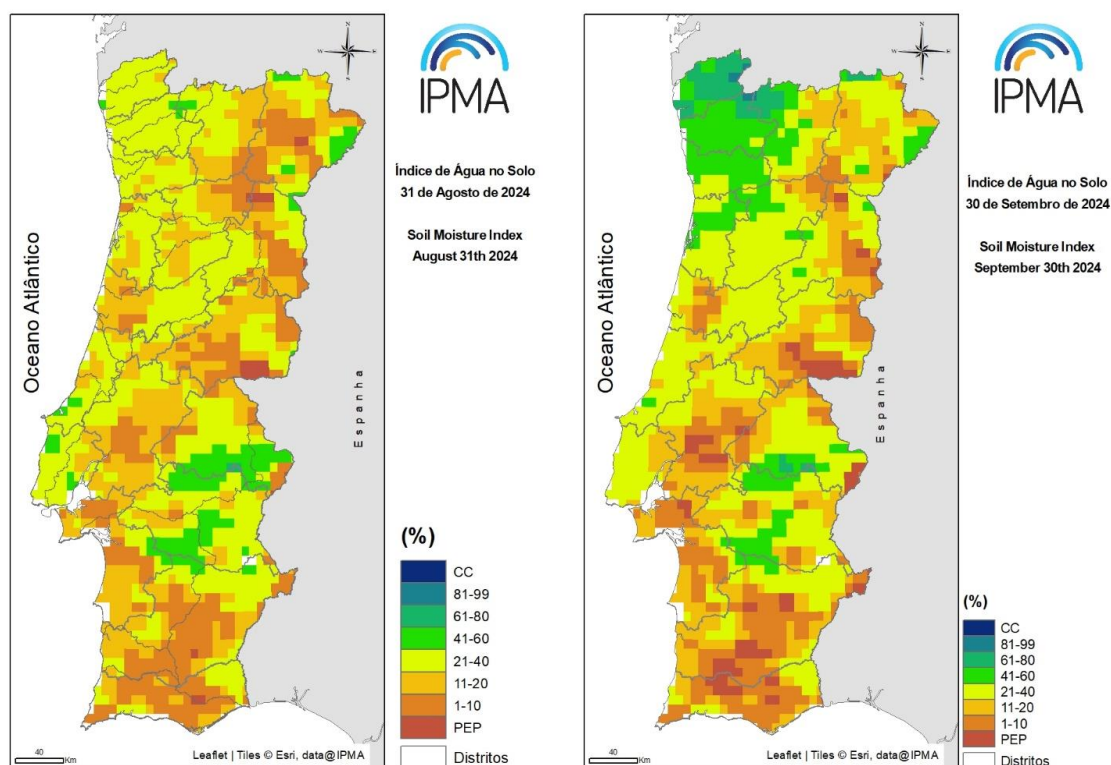 N
W
E
S
IPMA
Índice de Água no Solo
31 de Agosto de 2024
Soil Moisture Index
August 31th 2024
Oceano Atlântico
Espanha
(%)
CC
81-99
61-80
41-60
21-40
11-20
1-10
PEP
Distritos
40
Km
Leaflet | Tiles © Esri, data@IPMA
N
W
E
S
IPMA
Índice de Água no Solo
30 de Setembro de 2024
Soil Moisture Index
September 30th 2024
Oceano Atlântico
Espanha
(%)
CC
81-99
61-80
41-60
21-40
11-20
1-10
PEP
Distritos
40
Km
Leaflet | Tiles © Esri, data@IPMA